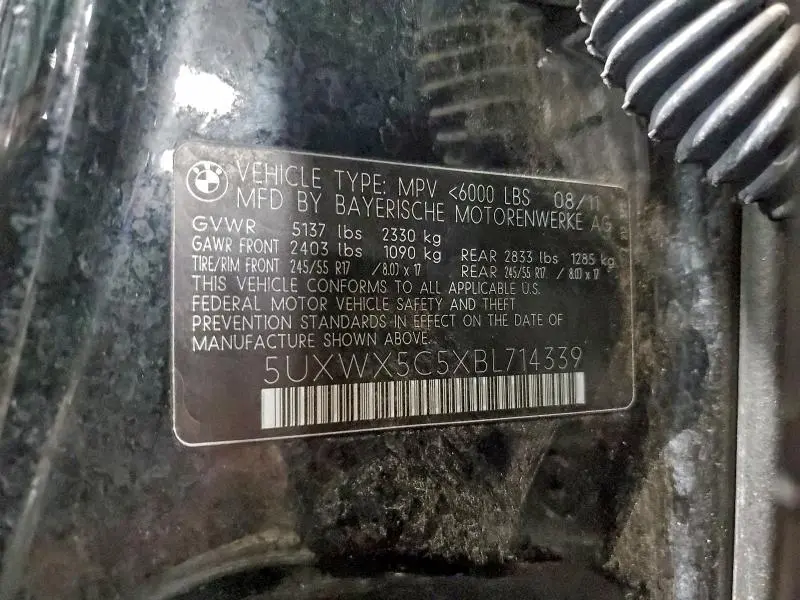 VEHICLE TYPE: MPV <6000 LBS 08/11
MFD BY BAYERISCHE MOTORENWERKE AG
GVWR 5137 lbs 2330 kg
GAWR FRONT 2403 lbs 1090 kg REAR 2833 lbs 1285 kg
TIRE/RIM FRONT 245/55 R17 /8.0J x 17 REAR 245/55 R17 /8.0J x 17
THIS VEHICLE CONFORMS TO ALL APPLICABLE U.S.
FEDERAL MOTOR VEHICLE SAFETY AND THEFT
PREVENTION STANDARDS IN EFFECT ON THE DATE OF
MANUFACTURE SHOWN ABOVE.
5UXWX5C5XBL714339